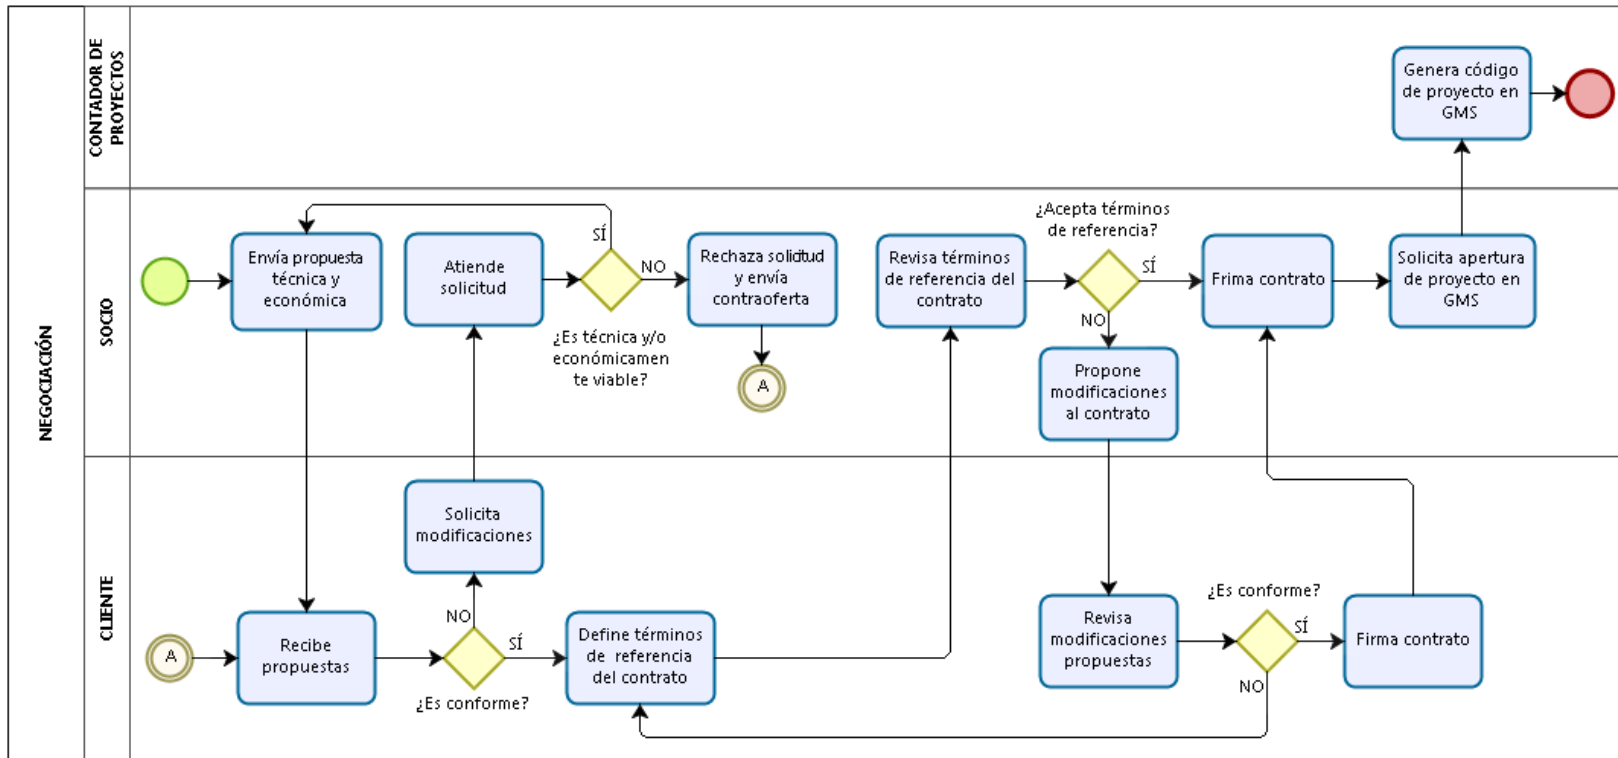 NEGOCIACIÓN
CONTADOR DE
PROYECTOS
Genera código
de proyecto en
GMS
SOCIO
Envía propuesta
técnica y
económica
Atiende
solicitud
SÍ
NO
¿Es técnica y/o
económicamen
te viable?
Rechaza solicitud
y envía
contraoferta
A
Revisa términos
de referencia del
contrato
¿Acepta términos
de referencia?
SÍ
NO
Propone
modificaciones
al contrato
Frima contrato
Solicita apertura
de proyecto en
GMS
CLIENTE
A
Recibe
propuestas
Solicita
modificaciones
NO
SÍ
¿Es conforme?
Define términos
de referencia
del contrato
Revisa
modificaciones
propuestas
¿Es conforme?
SÍ
NO
Firma contrato